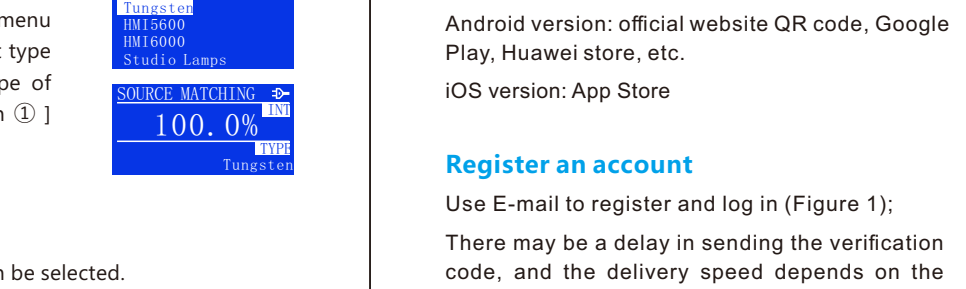 menu
type
of
① ]
Tungsten
HMI5600
HMI6000
Studio Lamps
SOURCE MATCHING
INT
100.0%
TYPE
Tungsten
be selected.
Android version: official website QR code, Google
Play, Huawei store, etc.
iOS version: App Store
Register an account
Use E-mail to register and log in (Figure 1);
There may be a delay in sending the verification
code, and the delivery speed depends on the